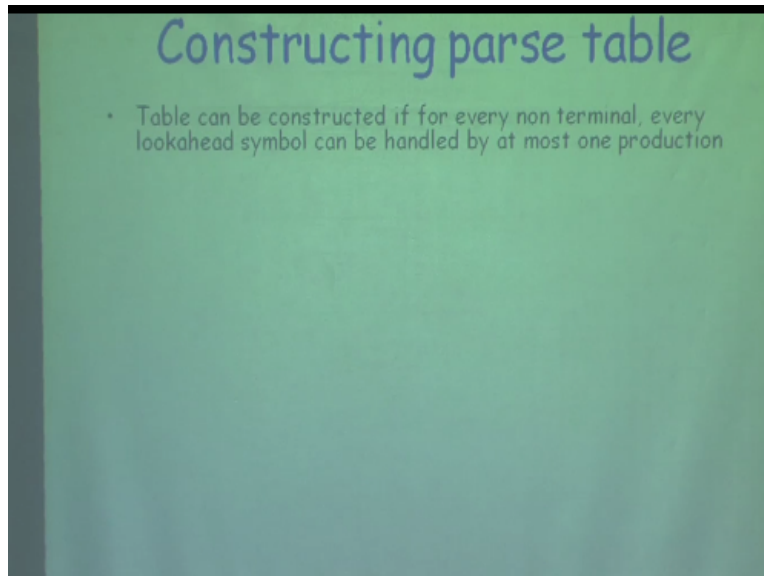 Constructing parse table
• Table can be constructed if for every non terminal, every
lookahead symbol can be handled by at most one production